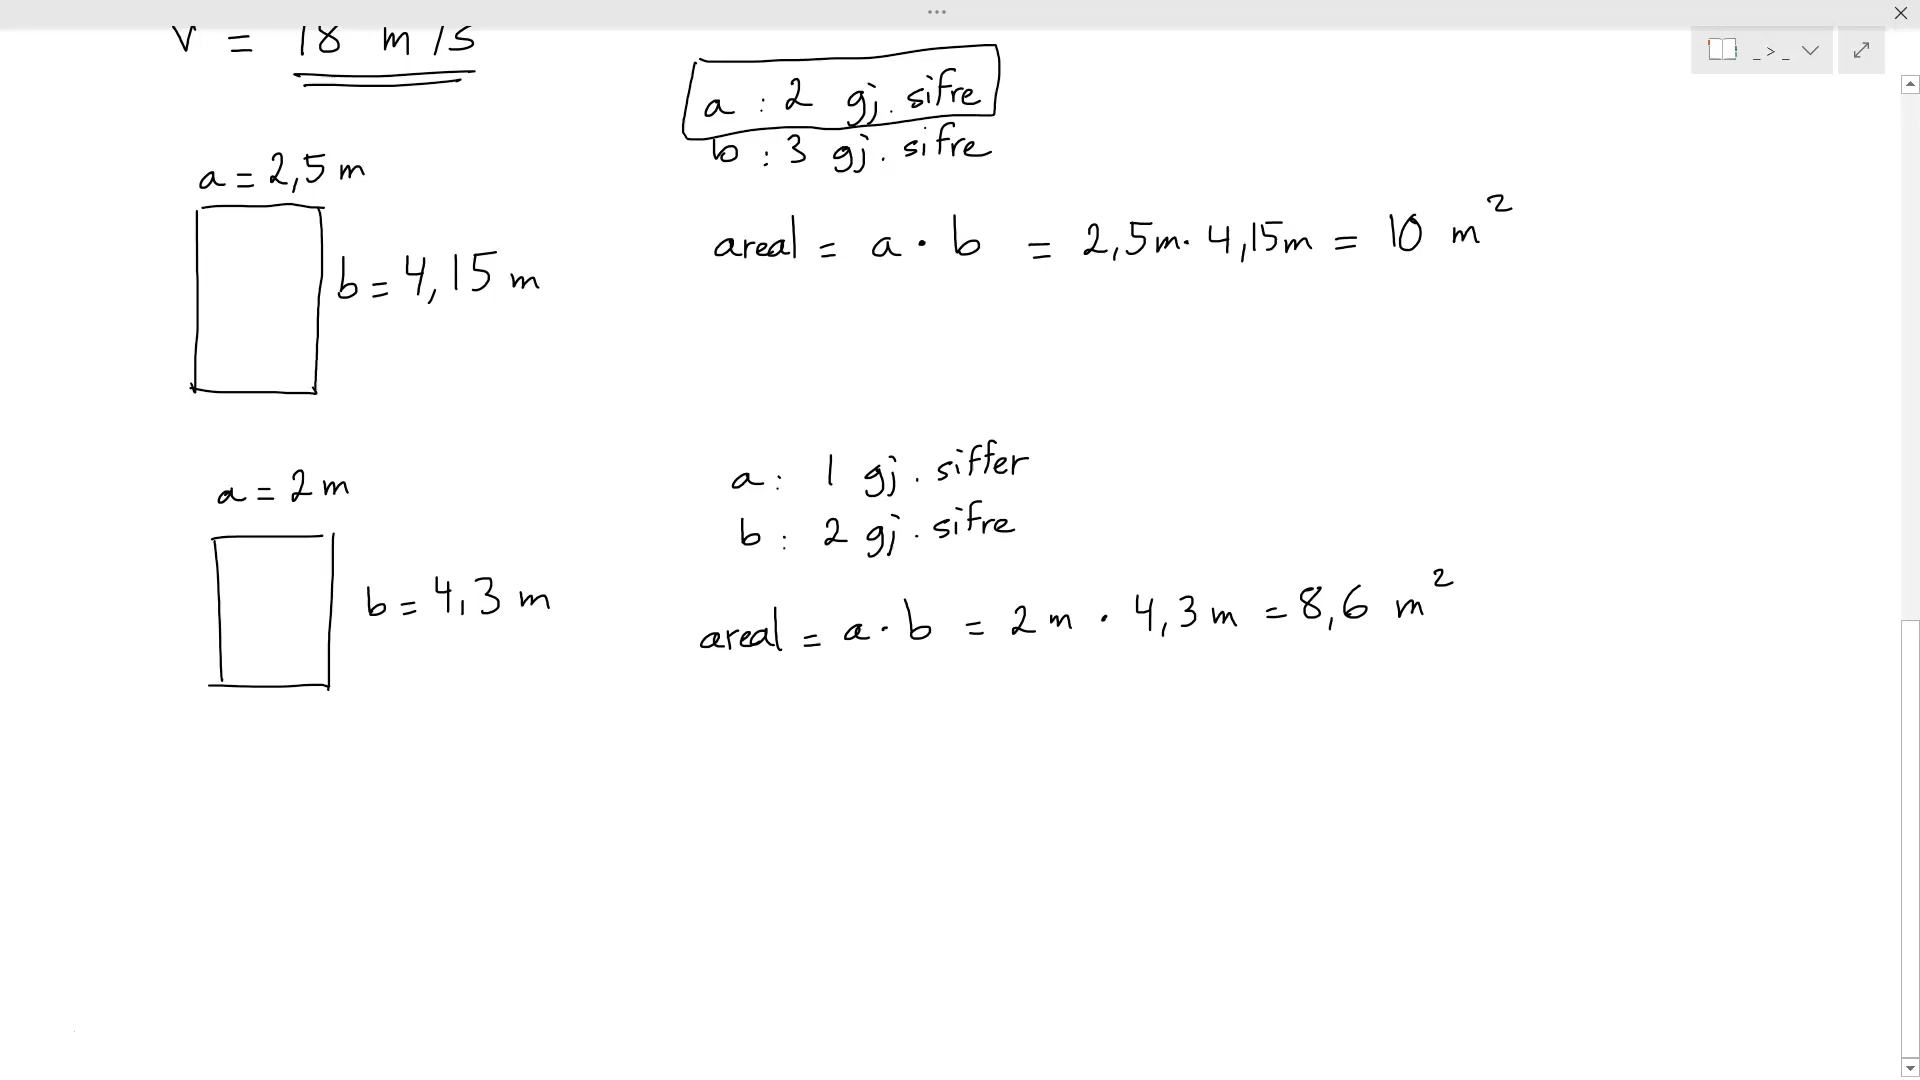 v = 18 m/s
a : 2 gj. sifre
b : 3 gj. sifre
a = 2,5 m
b = 4,15 m
areal = a · b = 2,5m · 4,15m = 10 m²
a = 2 m
b = 4,3 m
a : 1 gj. siffer
b : 2 gj. sifre
areal = a · b = 2 m · 4,3 m = 8,6 m²